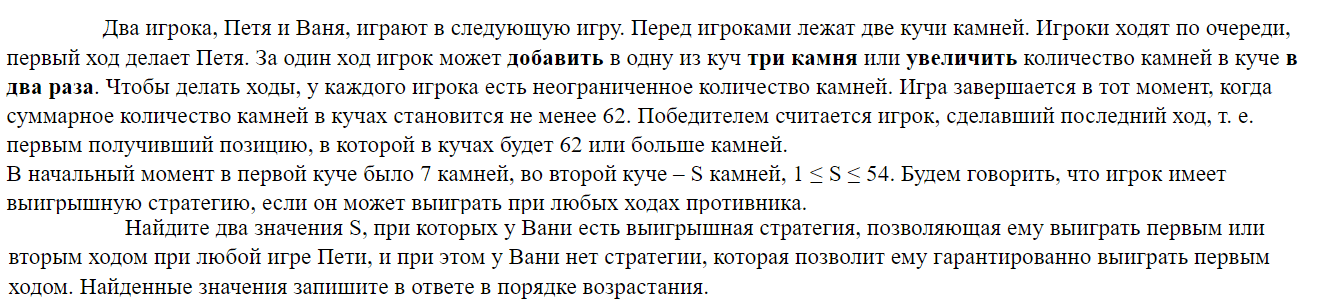 Два игрока, Петя и Ваня, играют в следующую игру. Перед игроками лежат две кучи камней. Игроки ходят по очереди,
первый ход делает Петя. За один ход игрок может добавить в одну из куч три камня или увеличить количество камней в куче в
два раза. Чтобы делать ходы, у каждого игрока есть неограниченное количество камней. Игра завершается в тот момент, когда
суммарное количество камней в кучах становится не менее 62. Победителем считается игрок, сделавший последний ход, т. е.
первым получивший позицию, в которой в кучах будет 62 или больше камней.
В начальный момент в первой куче было 7 камней, во второй куче – S камней, 1 ≤ S ≤ 54. Будем говорить, что игрок имеет
выигрышную стратегию, если он может выиграть при любых ходах противника.
Найдите два значения S, при которых у Вани есть выигрышная стратегия, позволяющая ему выиграть первым или
вторым ходом при любой игре Пети, и при этом у Вани нет стратегии, которая позволит ему гарантированно выиграть первым
ходом. Найденные значения запишите в ответе в порядке возрастания.